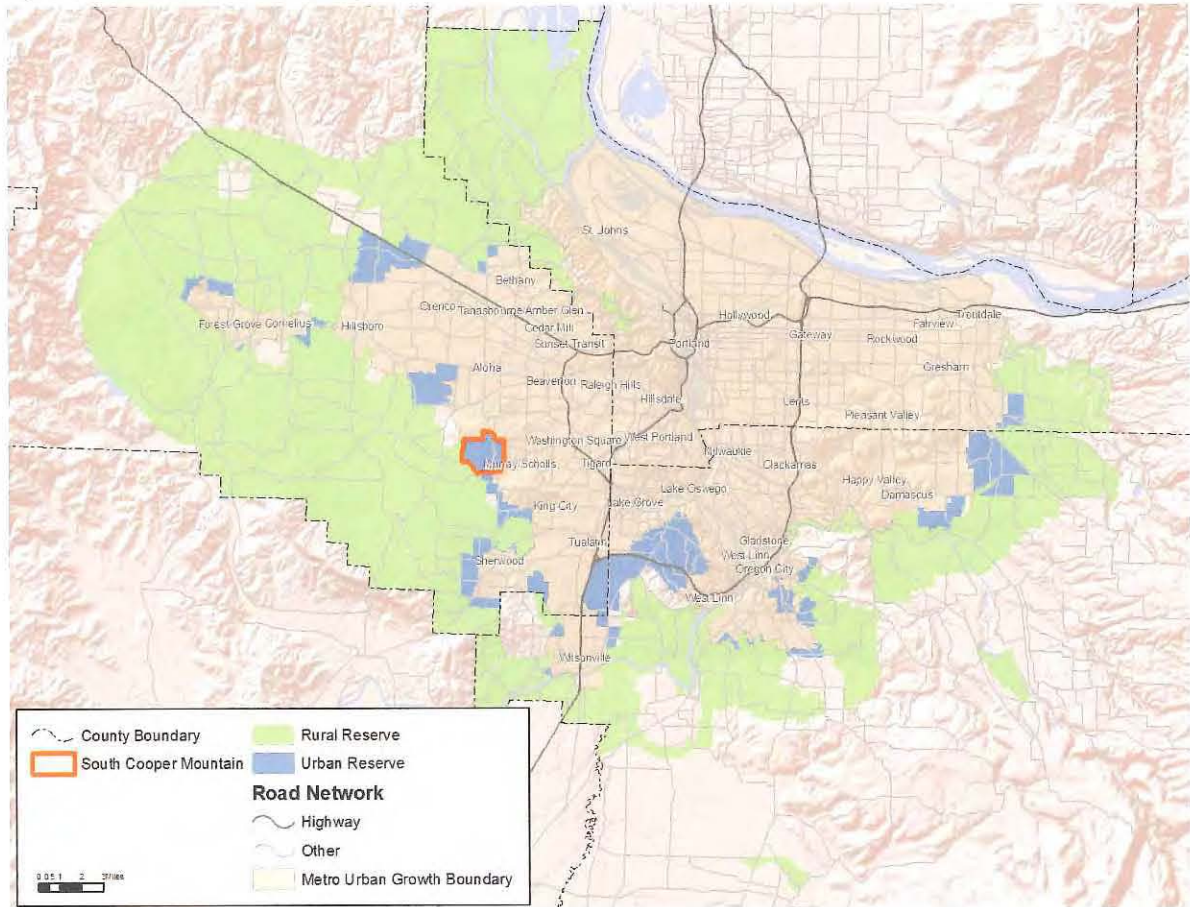 St. Johns
Bethany
Orenco
Tanasbourne Amber Glen
Hollywood
Troutdale
Fairview
Forest Grove
Cornelius
Hillsboro
Cedar Mill
Gateway
Rockwood
Sunset Transit
Portland
Aloha
Gresham
Beaverton
Raleigh Hills
Hillsdale
Lents
Pleasant Valley
Washington Square
West Portland
Milwaukie
Murray Scholls
Tigard
Clackamas
Happy Valley
Lake Oswego
Damascus
King City
Lake Grove
Tualatin
Gladstone
West Linn
Sherwood
Oregon City
West Linn
Wilsonville
County Boundary
South Cooper Mountain
Rural Reserve
Urban Reserve
Road Network
Highway
Other
Metro Urban Growth Boundary
Miles